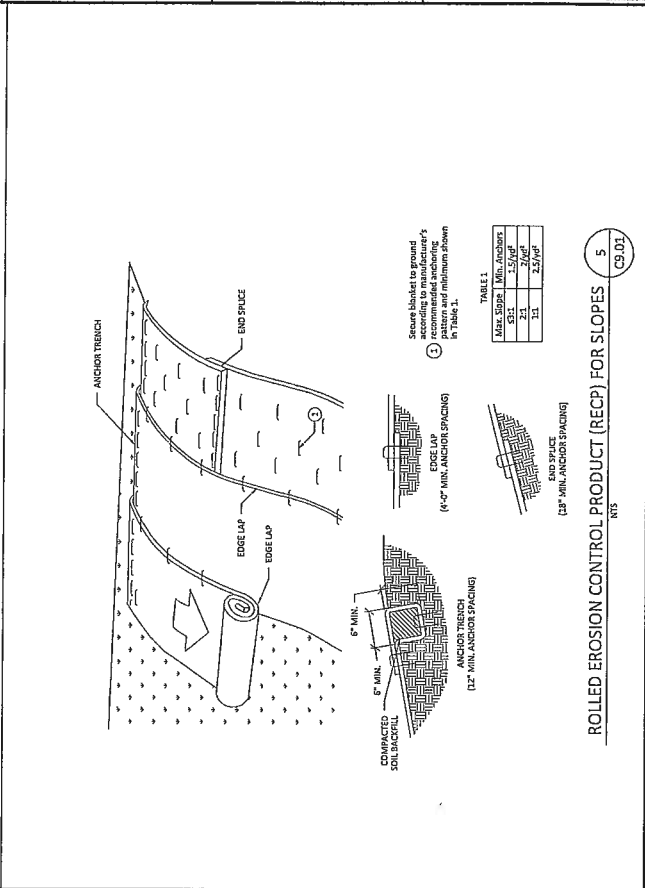 ANCHOR TRENCH
END SPLICE
1
EDGE LAP
EDGE LAP
Secure blanket to ground
according to manufacturer's
1 recommended anchoring
pattern and minimum shown
in Table 1.
6" MIN.
6" MIN.
COMPACTED
SOIL BACKFILL
ANCHOR TRENCH
(12" MIN. ANCHOR SPACING)
EDGE LAP
(4'-0" MIN. ANCHOR SPACING)
END SPLICE
(18" MIN. ANCHOR SPACING)
TABLE 1
Max. Slope Min. Anchors
≤3:1 1.5/yd²
2:1 2/yd²
1:1 2.5/yd²
ROLLED EROSION CONTROL PRODUCT (RECP) FOR SLOPES
NTS
5
C9.01